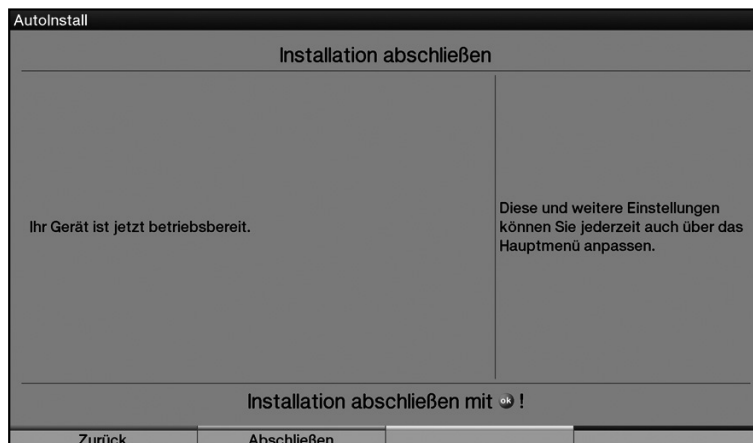 AutoInstall
Installation abschließen
Ihr Gerät ist jetzt betriebsbereit.
Diese und weitere Einstellungen
können Sie jederzeit auch über das
Hauptmenü anpassen.
Installation abschließen mit ok !
Zurück
Abschließen